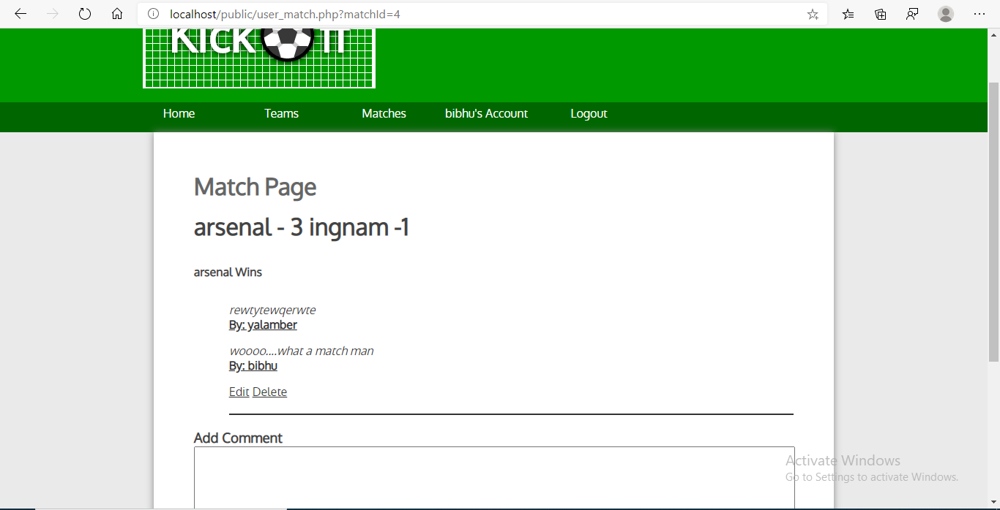 localhost/public/user_match.php?matchId=4
KICK IT
Home Teams Matches bibhu's Account Logout
Match Page
arsenal - 3 ingnam -1
arsenal Wins
rewtytewqerwte
By: yalamber
woooo....what a match man
By: bibhu
Edit Delete
Add Comment
Activate Windows
Go to Settings to activate Windows.